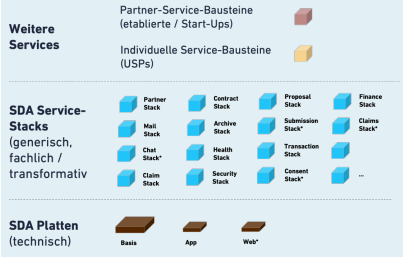 Weitere
Services
Partner-Service-Bausteine
(etablierte / Start-Ups)
Individuelle Service-Bausteine
(USPs)
SDA Service-
Stacks
(generisch,
fachlich /
transformativ
Partner
Stack
Contract
Stack
Proposal
Stack
Finance
Stack
Mail
Stack
Archive
Stack
Submission
Stack*
Claims
Stack*
Chat
Stack*
Health
Stack
Transaction
Stack
Claim
Stack
Security
Stack
Consent
Stack*
...
SDA Platten
(technisch)
Basis
App
Web*